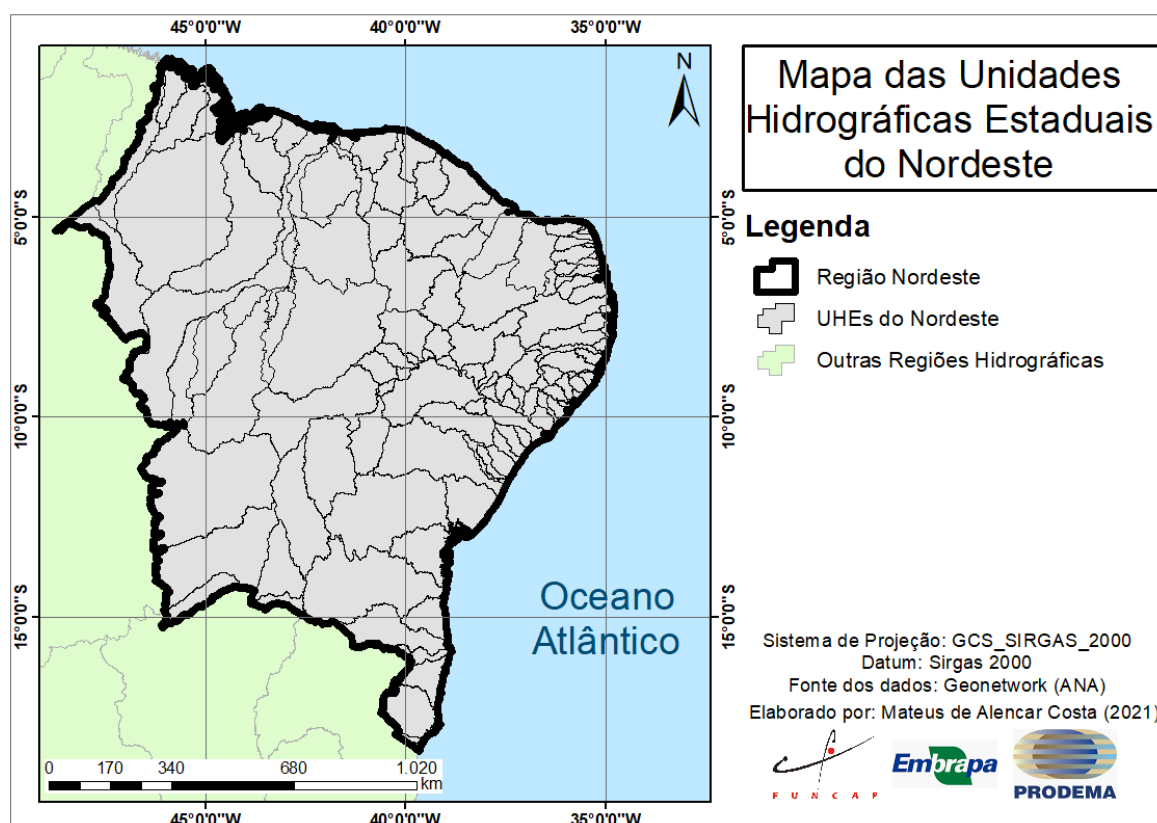 45°0'0"W 40°0'0"W 35°0'0"W
N
5°0'0"S 5°0'0"S
10°0'0"S 10°0'0"S
15°0'0"S 15°0'0"S
Oceano
Atlântico
0 170 340 680 1.020
km
45°0'0"W 40°0'0"W 35°0'0"W
Mapa das Unidades
Hidrográficas Estaduais
do Nordeste
Legenda
Região Nordeste
UHEs do Nordeste
Outras Regiões Hidrográficas
Sistema de Projeção: GCS_SIRGAS_2000
Datum: Sirgas 2000
Fonte dos dados: Geonetwork (ANA)
Elaborado por: Mateus de Alencar Costa (2021)
FUNCAP
Embrapa
PRODEMA